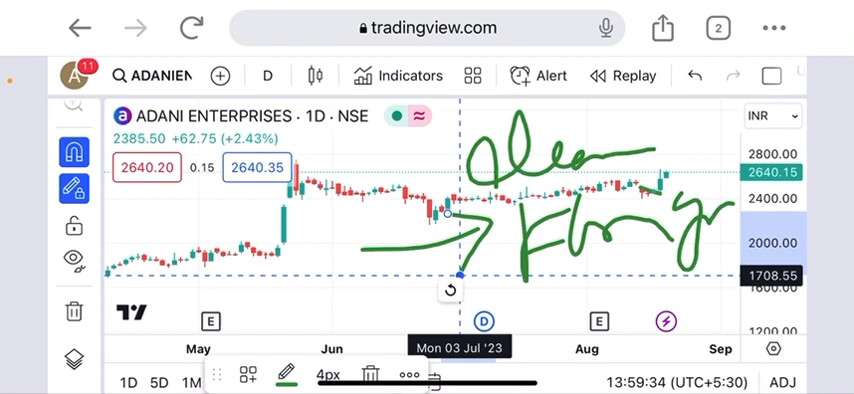 tradingview.com
2
A 11 ADANIEN D Indicators Alert Replay
ADANI ENTERPRISES · 1D · NSE
INR
2385.50 +62.75 (+2.43%)
2640.20 0.15 2640.35
2800.00
2640.15
2400.00
2000.00
1708.55
1600.00
1200.00
E D E
May Jun Mon 03 Jul '23 Aug Sep
1D 5D 1M 4px 13:59:34 (UTC+5:30) ADJ